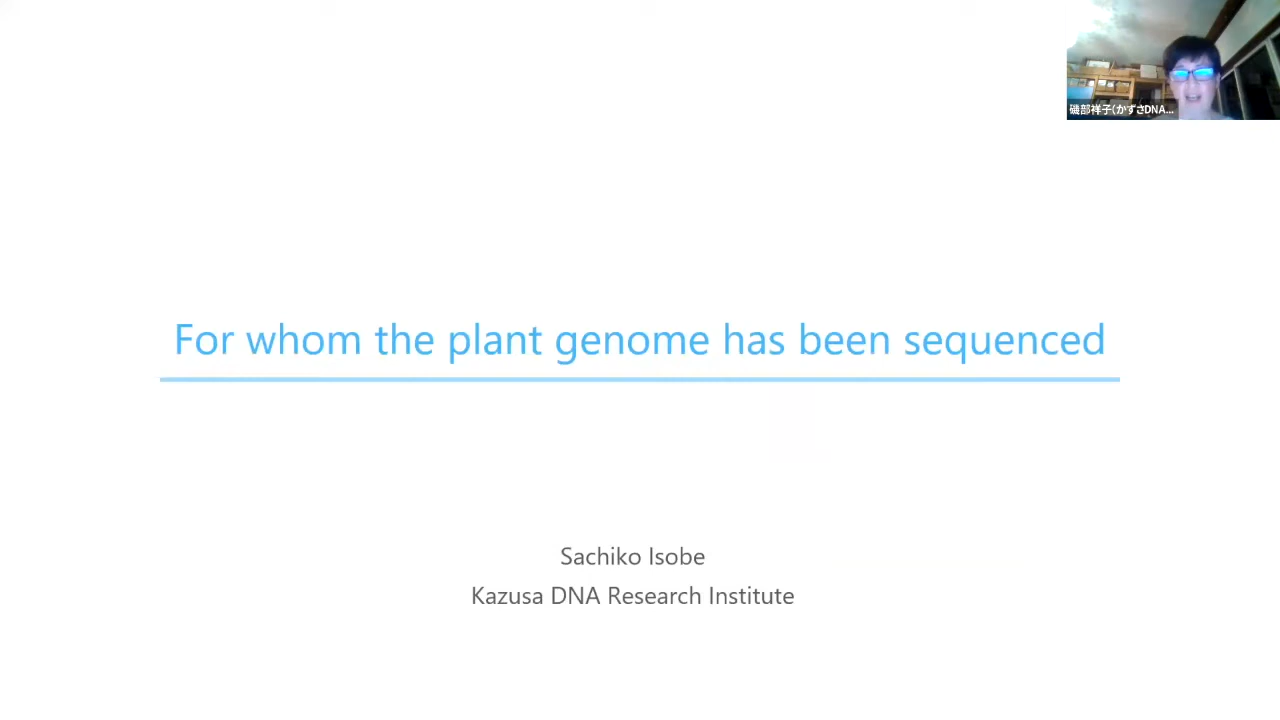 磯部祥子(かずさDNA...
For whom the plant genome has been sequenced
Sachiko Isobe
Kazusa DNA Research Institute